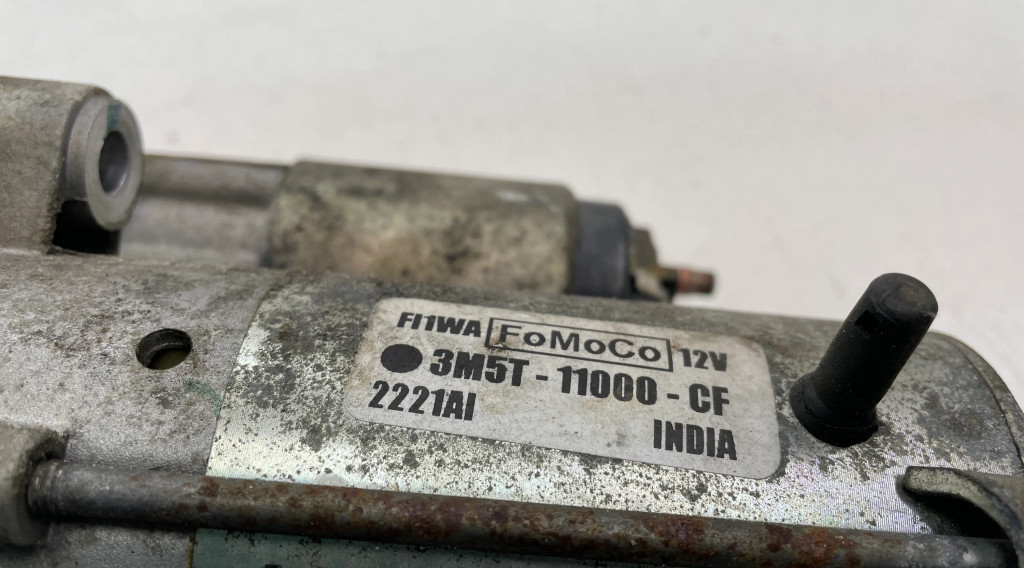 FI1WA FoMoCo 12V
3M5T - 11000 - CF
2221AI
INDIA